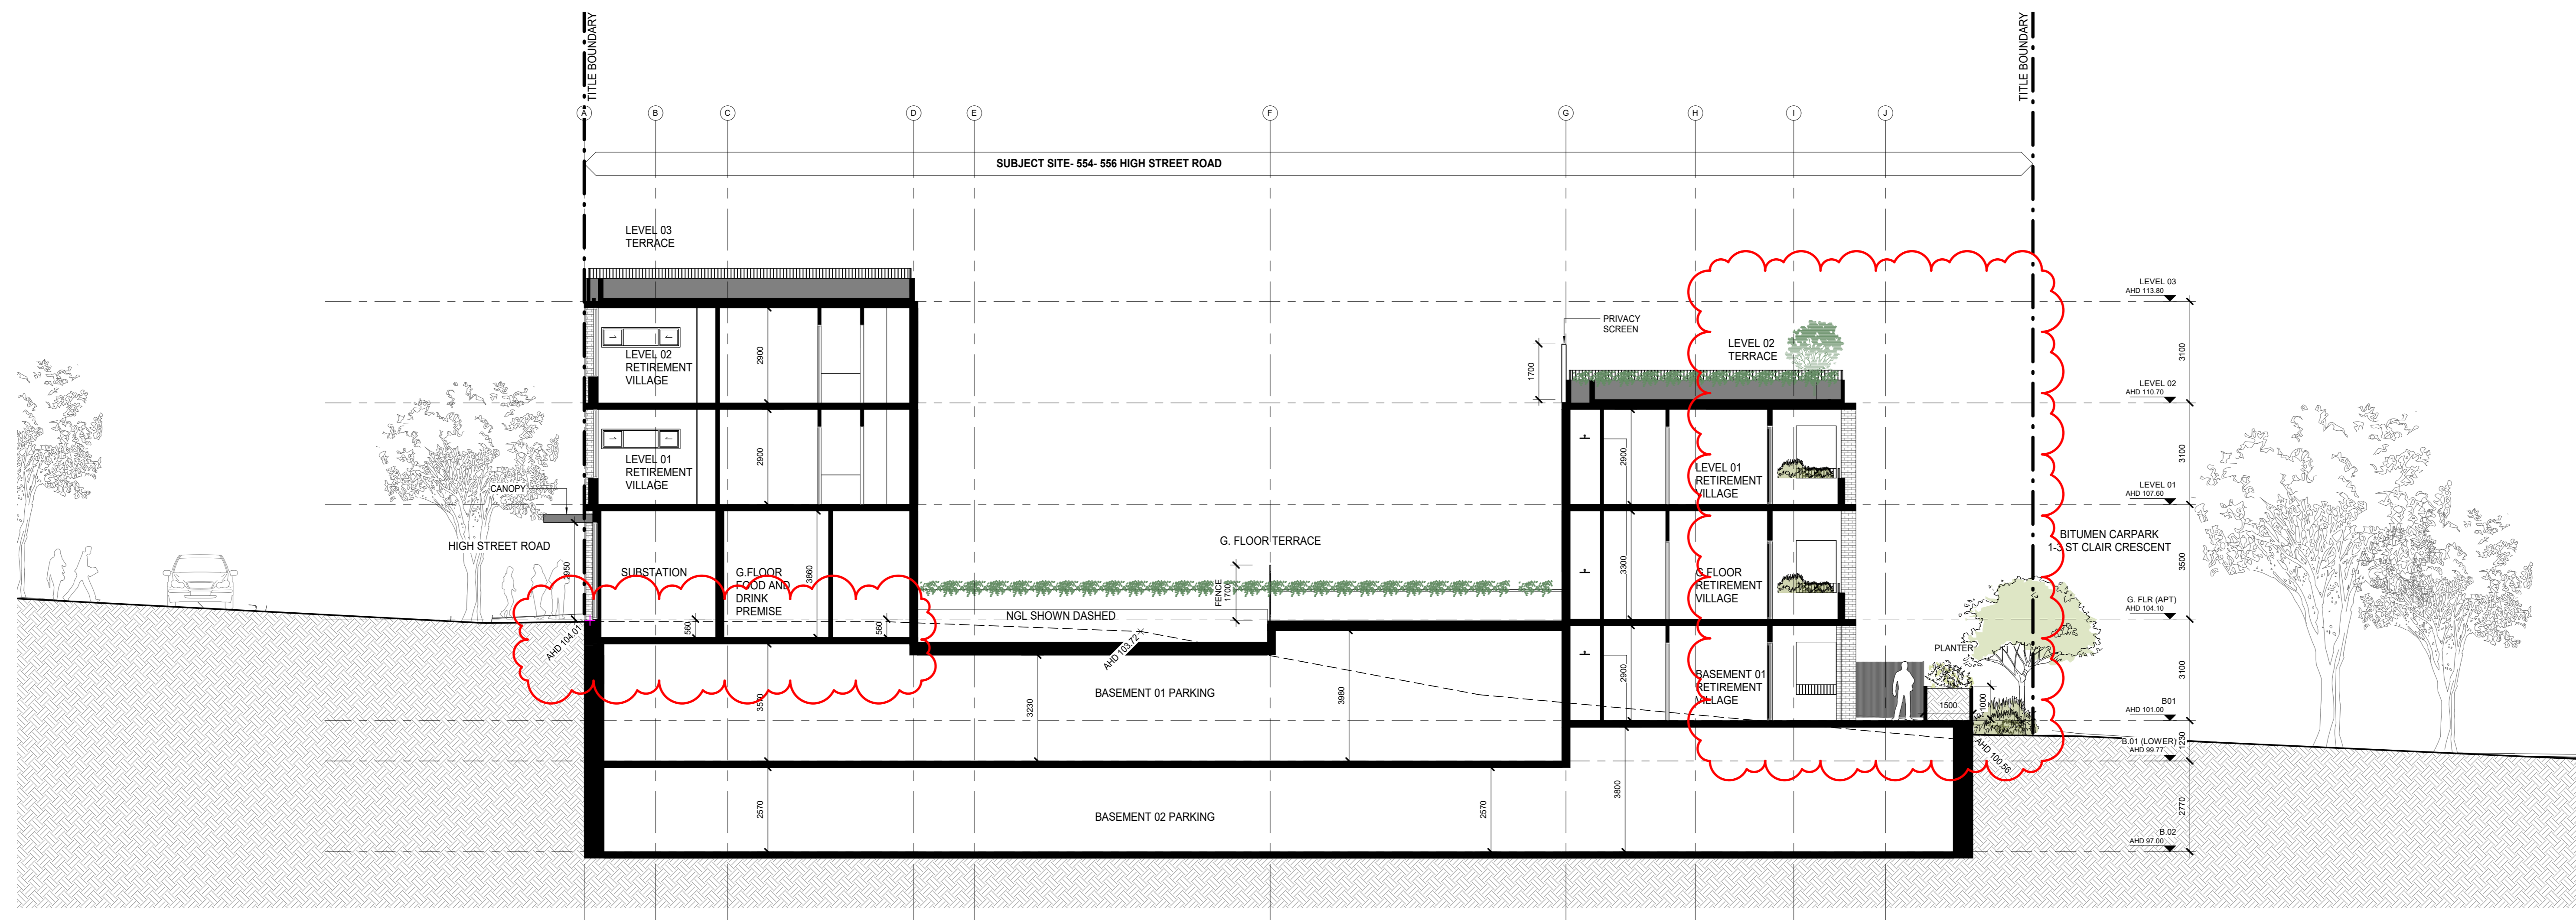 TITLE BOUNDARY
TITLE BOUNDARY
A
B
C
D
E
F
G
H
I
J
SUBJECT SITE- 554- 556 HIGH STREET ROAD
LEVEL 03
TERRACE
LEVEL 03
AHD 113.80
PRIVACY
SCREEN
LEVEL 02
TERRACE
LEVEL 02
RETIREMENT
VILLAGE
2900
1700
3100
LEVEL 02
AHD 110.70
LEVEL 01
RETIREMENT
VILLAGE
2900
2900
LEVEL 01
RETIREMENT
VILLAGE
3100
LEVEL 01
AHD 107.60
CANOPY
HIGH STREET ROAD
2950
SUBSTATION
G.FLOOR
FOOD AND
DRINK
PREMISE
3860
G. FLOOR TERRACE
FENCE
1700
3300
G.FLOOR
RETIREMENT
VILLAGE
BITUMEN CARPARK
1-3 ST CLAIR CRESCENT
3500
G. FLR (APT)
AHD 104.10
NGL SHOWN DASHED
560
560
AHD 104.01
AHD 103.72
PLANTER
2900
BASEMENT 01
RETIREMENT
VILLAGE
3100
3570
3230
BASEMENT 01 PARKING
3980
1500
1000
B01
AHD 101.00
1230
B.01 (LOWER)
AHD 99.77
AHD 100.56
2570
BASEMENT 02 PARKING
2570
3800
2770
B.02
AHD 97.00